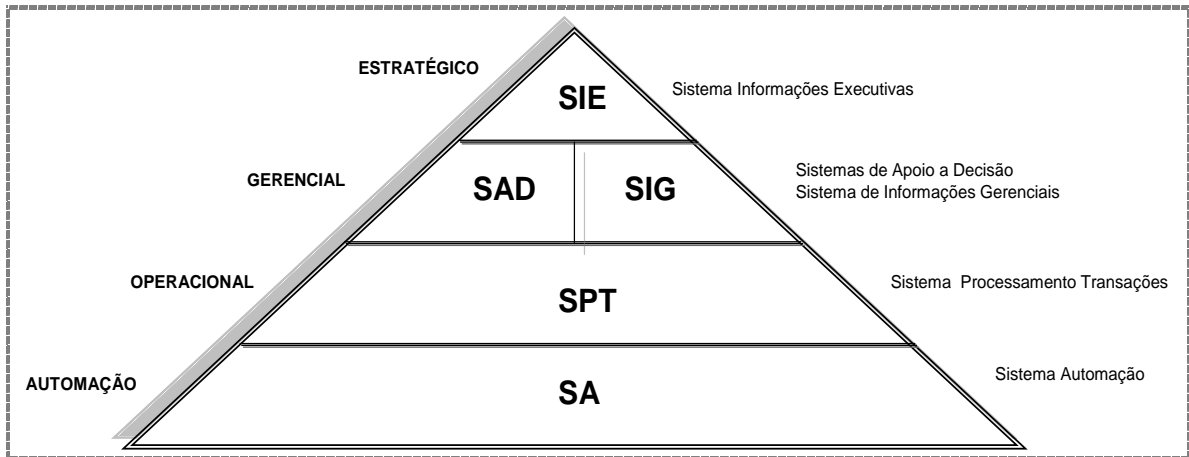 ESTRATÉGICO
SIE
Sistema Informações Executivas
GERENCIAL
SAD
SIG
Sistemas de Apoio a Decisão
Sistema de Informações Gerenciais
OPERACIONAL
SPT
Sistema Processamento Transações
AUTOMAÇÃO
SA
Sistema Automação